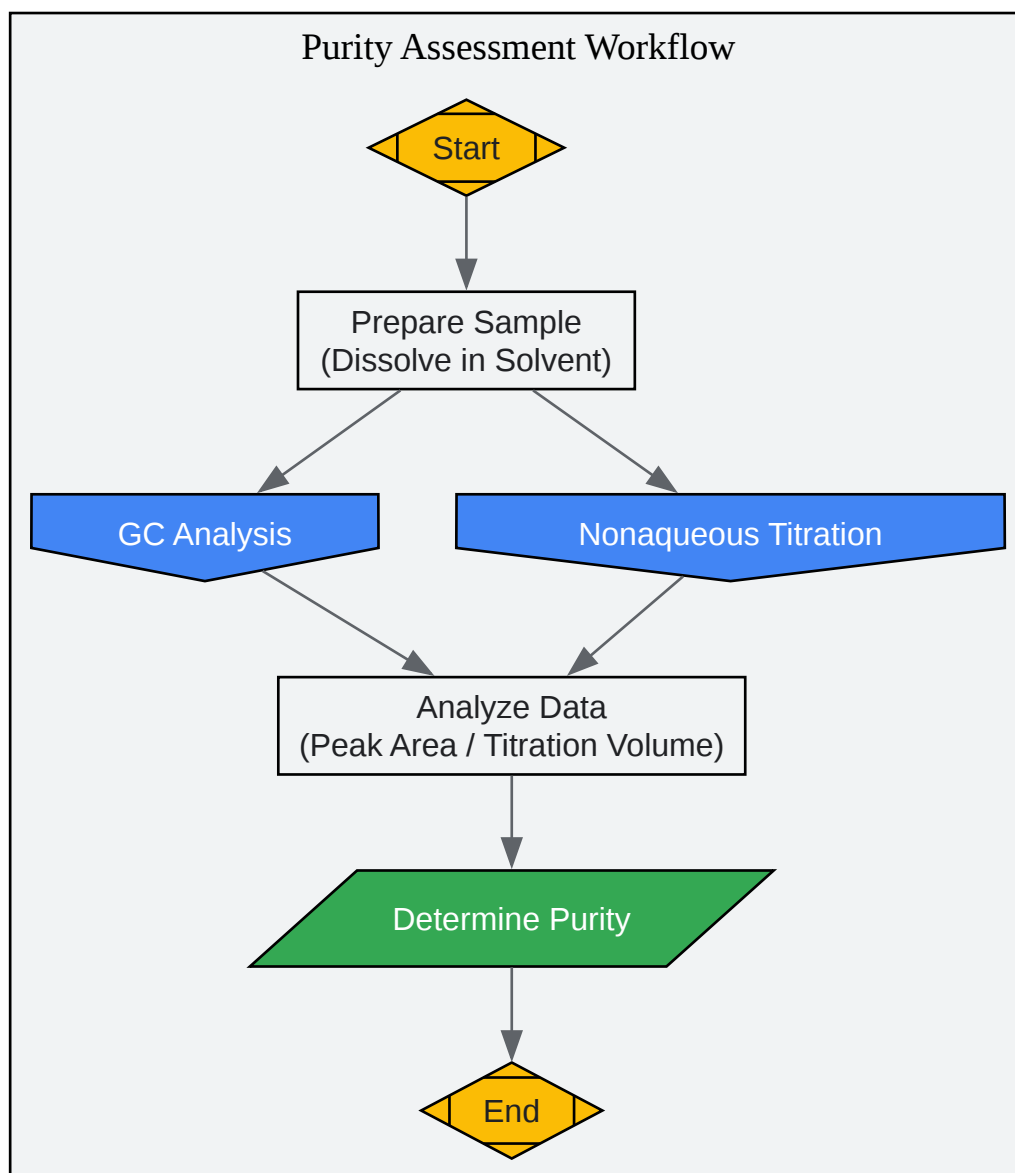 Purity Assessment Workflow
Start
Prepare Sample
(Dissolve in Solvent)
GC Analysis
Nonaqueous Titration
Analyze Data
(Peak Area / Titration Volume)
Determine Purity
End